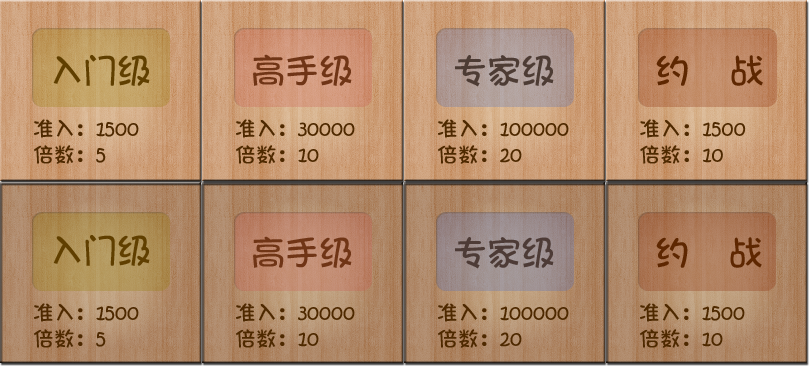 入门级
准入：1500
倍数：5
高手级
准入：30000
倍数：10
专家级
准入：100000
倍数：20
约 战
准入：1500
倍数：10
入门级
准入：1500
倍数：5
高手级
准入：30000
倍数：10
专家级
准入：100000
倍数：20
约 战
准入：1500
倍数：10